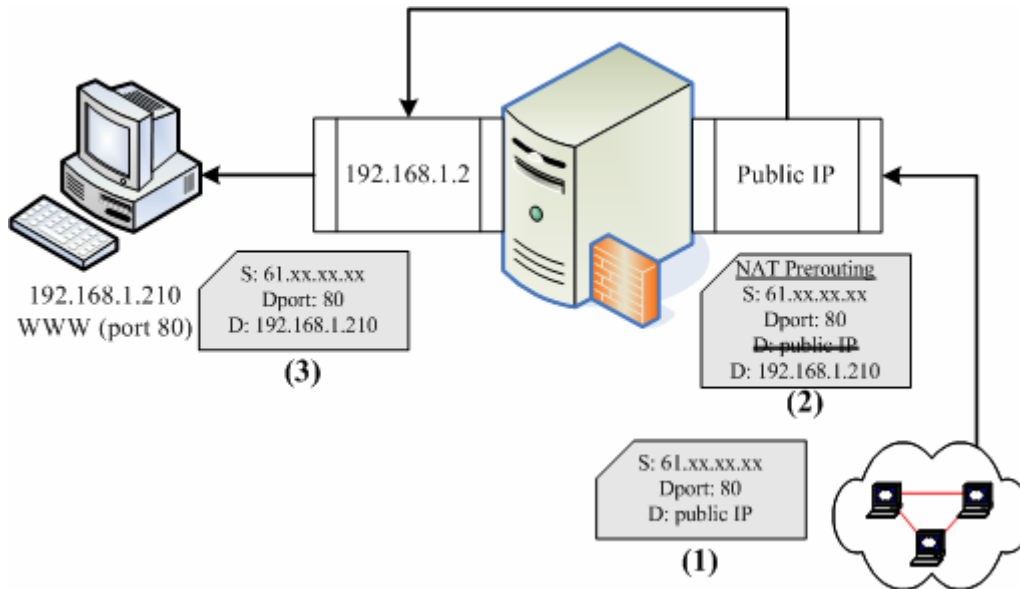 192.168.1.2
Public IP
192.168.1.210
WWW (port 80)
S: 61.xx.xx.xx
Dport: 80
D: 192.168.1.210
(3)
NAT Prerouting
S: 61.xx.xx.xx
Dport: 80
D: public IP
D: 192.168.1.210
(2)
S: 61.xx.xx.xx
Dport: 80
D: public IP
(1)